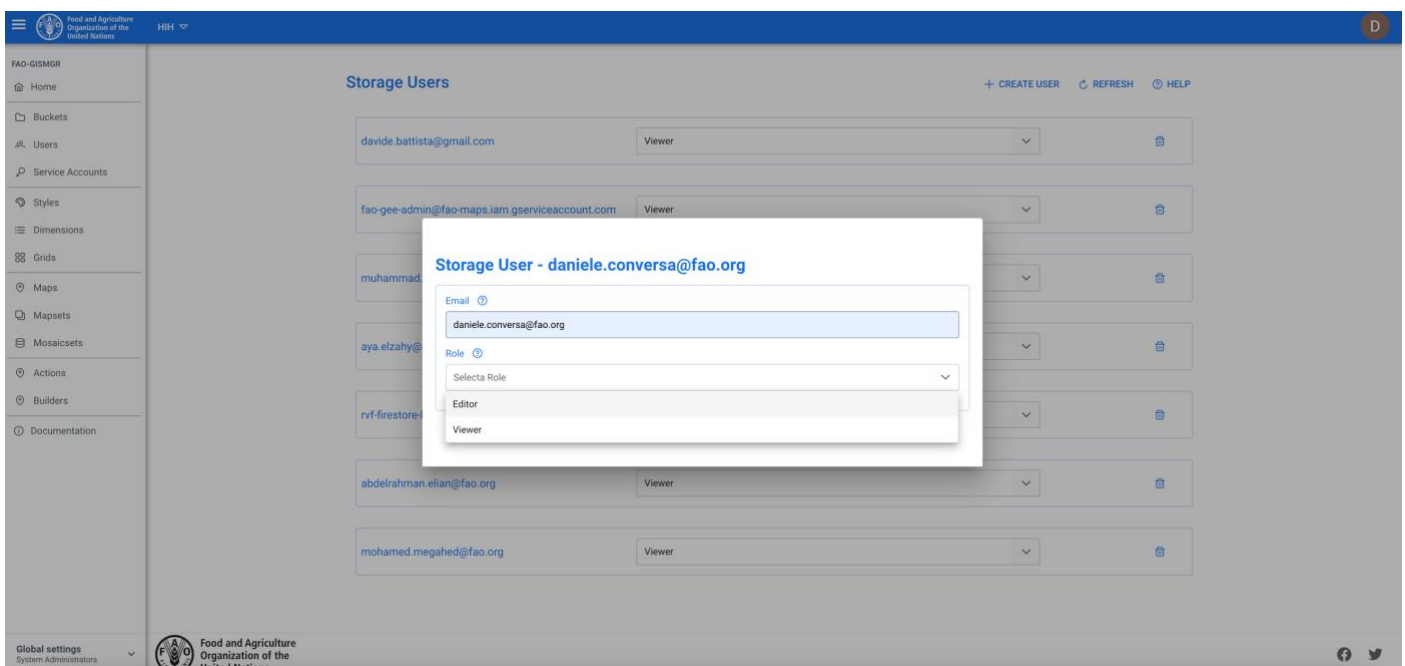 Food and Agriculture
Organization of the
United Nations
HIH
D
FAO-GISMGR
Home
Buckets
Users
Service Accounts
Styles
Dimensions
Grids
Maps
Mapsets
Mosaicsets
Actions
Builders
Documentation
Global settings
System Administrators
Storage Users
+ CREATE USER REFRESH HELP
davide.battista@gmail.com Viewer
fao-gee-admin@fao-maps.iam.gserviceaccount.com Viewer
muhammad.
aya.elzahy@
rvf-firestore-
abdelrahman.elian@fao.org Viewer
mohamed.megahed@fao.org Viewer
Storage User - daniele.conversa@fao.org
Email
daniele.conversa@fao.org
Role
Selecta Role
Editor
Viewer
FAO
Food and Agriculture
Organization of the